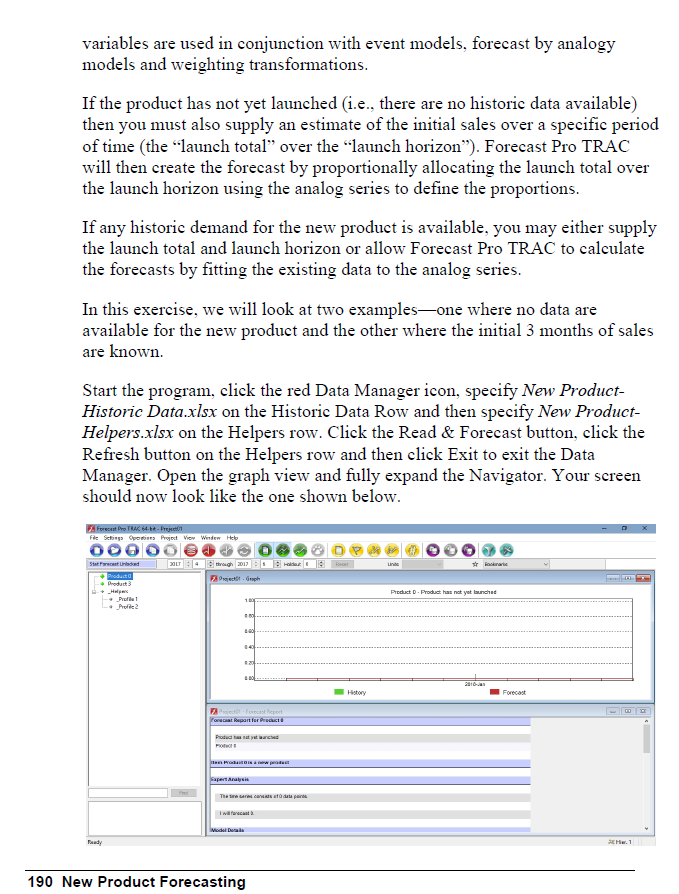 variables are used in conjunction with event models, forecast by analogy
models and weighting transformations.
If the product has not yet launched (i.e., there are no historic data available)
then you must also supply an estimate of the initial sales over a specific period
of time (the “launch total” over the “launch horizon”). Forecast Pro TRAC
will then create the forecast by proportionally allocating the launch total over
the launch horizon using the analog series to define the proportions.
If any historic demand for the new product is available, you may either supply
the launch total and launch horizon or allow Forecast Pro TRAC to calculate
the forecasts by fitting the existing data to the analog series.
In this exercise, we will look at two examples—one where no data are
available for the new product and the other where the initial 3 months of sales
are known.
Start the program, click the red Data Manager icon, specify New Product-
Historic Data.xlsx on the Historic Data Row and then specify New Product-
Helpers.xlsx on the Helpers row. Click the Read & Forecast button, click the
Refresh button on the Helpers row and then click Exit to exit the Data
Manager. Open the graph view and fully expand the Navigator. Your screen
should now look like the one shown below.
Forecast Pro TRAC 64-bit - Project01
File Settings Operations Project View Window Help
Stat Forecast Unlocked 2017 4 through 2017 6 Holdout Units Bookmarks
Product 0
Product 3
_Helpers
_Profile 1
_Profile 2
Project01 - Graph
Product 0 - Product has not yet launched
1.00
0.80
0.60
0.40
0.20
0.00
History
Forecast
Project01 - Forecast Report
Forecast Report for Product 0
Product has not yet launched
Product 0
Item Product 0 is a new product
Expert Analysis
The time series consists of 0 data points.
I will forecast 0.
Model Details
Ready
190 New Product Forecasting